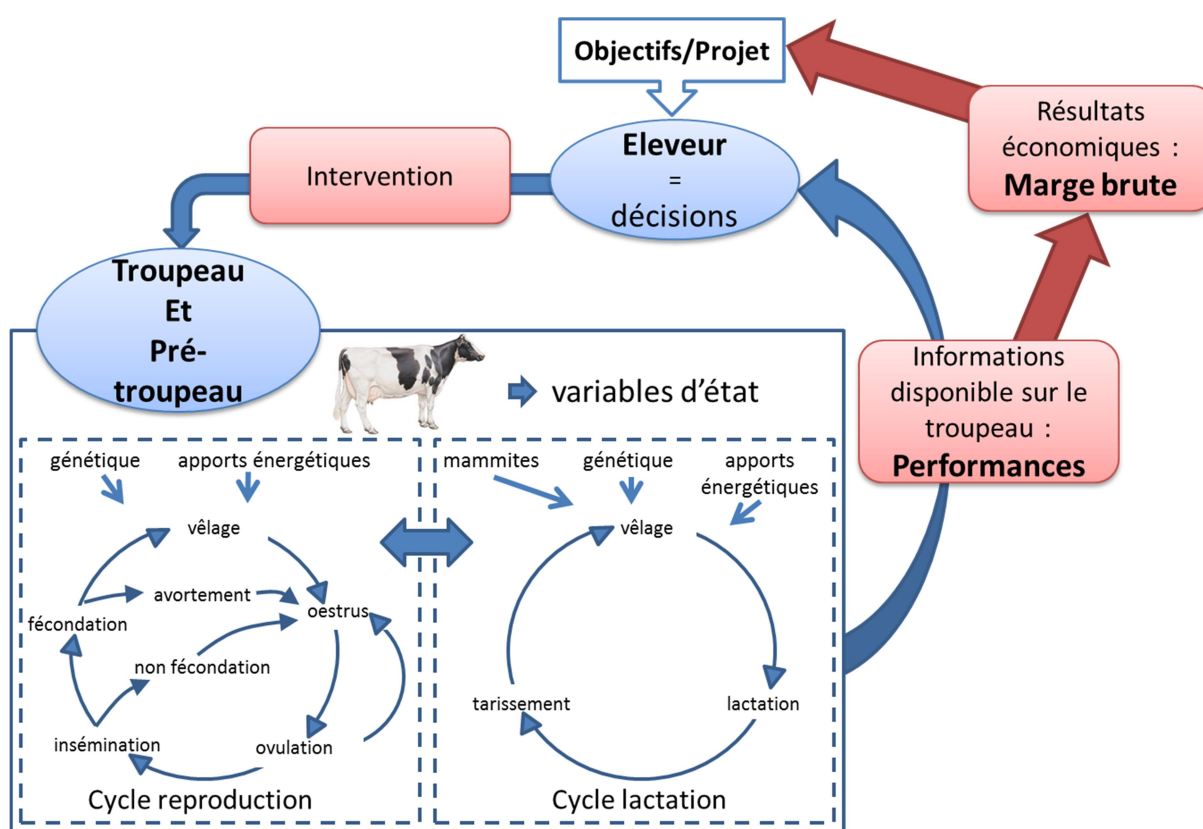 Objectifs/Projet
Résultats
économiques :
Marge brute
Eleveur
=
décisions
Intervention
Troupeau
Et
Pré-
troupeau
Informations
disponible sur le
troupeau :
Performances
variables d'état
génétique
apports énergétiques
vêlage
avortement
oestrus
fécondation
non fécondation
insémination
ovulation
Cycle reproduction
mammites
génétique
apports
énergétiques
vêlage
tarissement
lactation
Cycle lactation